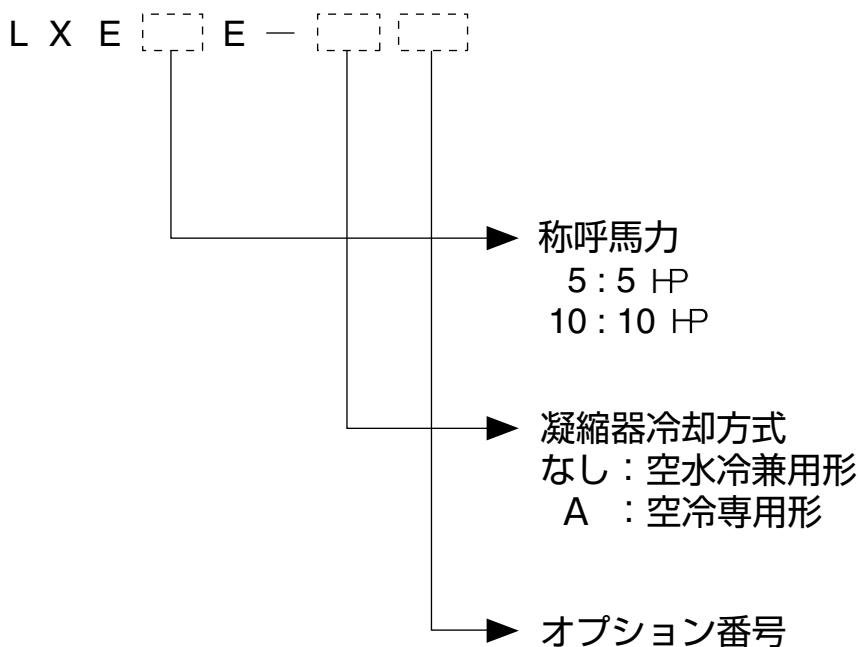 L X E E —
称呼馬力
5 : 5 HP
10 : 10 HP
凝縮器冷却方式
なし：空水冷兼用形
A ：空冷専用形
オプション番号